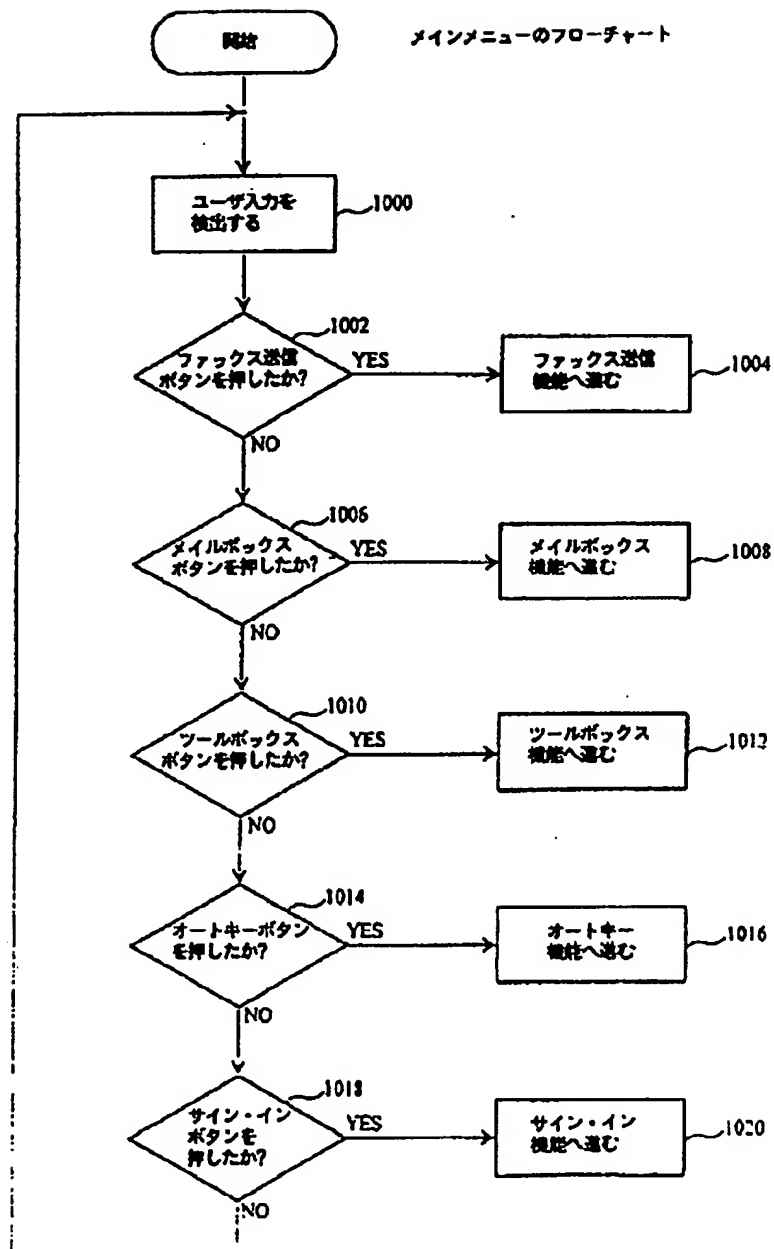 開始
メインメニューのフローチャート
ユーザ入力を
検出する
1000
1002
ファックス送信
ボタンを押したか?
YES
ファックス送信
機能へ進む
1004
NO
1006
メイルボックス
ボタンを押したか?
YES
メイルボックス
機能へ進む
1008
NO
1010
ツールボックス
ボタンを押したか?
YES
ツールボックス
機能へ進む
1012
NO
1014
オートキーボタン
を押したか?
YES
オートキー
機能へ進む
1016
NO
1018
サイン・イン
ボタンを
押したか?
YES
サイン・イン
機能へ進む
1020
NO